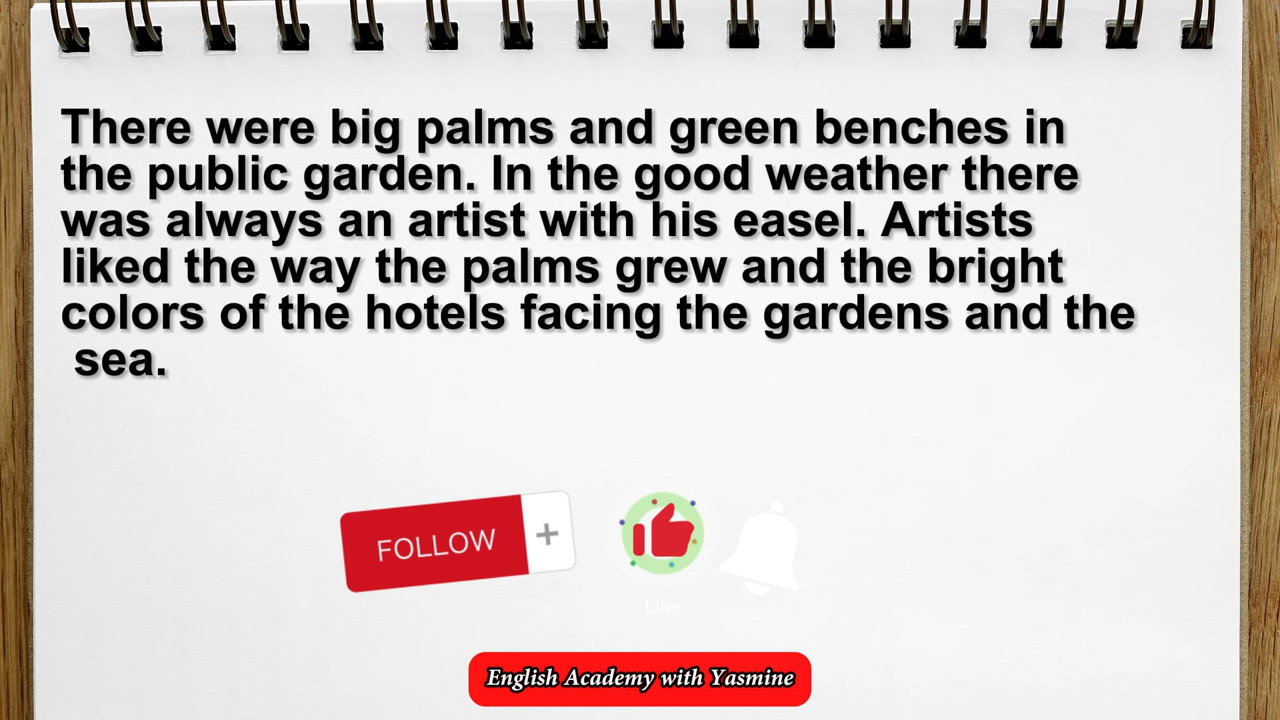 There were big palms and green benches in
the public garden. In the good weather there
was always an artist with his easel. Artists
liked the way the palms grew and the bright
colors of the hotels facing the gardens and the
sea.
FOLLOW +
Like
English Academy with Yasmine